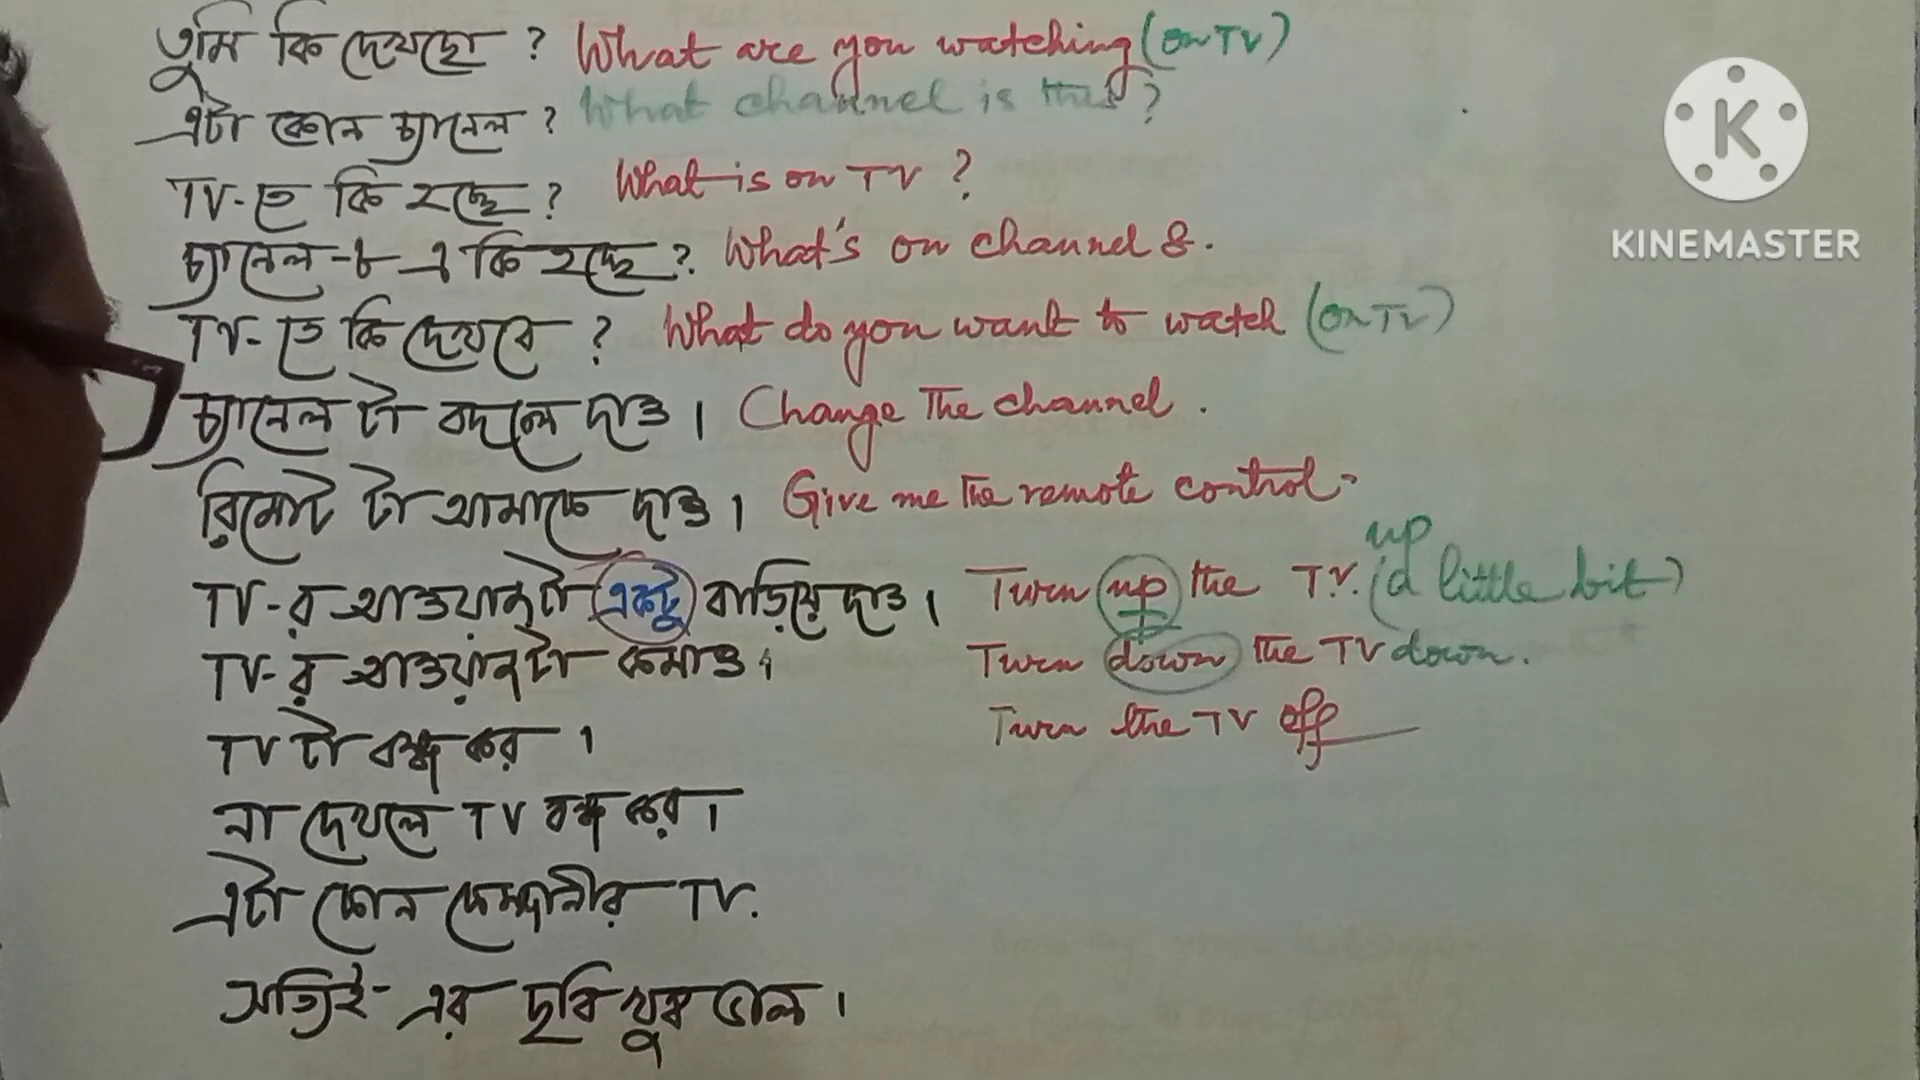 তুমি কি দেখছো ? What are you watching (on TV)
এটা কোন চ্যানেল ? What channel is this ?
TV-তে কি হচ্ছে ? What is on TV ?
চ্যানেল-৮ এ কি হচ্ছে ? What's on channel 8.
TV-তে কি দেখবে ? What do you want to watch (on TV)
চ্যানেল টা বদলে দাও । Change The channel .
রিমোট টা আমাকে দাও । Give me the remote control.
up
TV-র আওয়াজটা একটু বাড়িয়ে দাও । Turn up the TV. (a little bit)
TV-র আওয়াজটা কমাও । Turn down the TV down.
TV টা বন্ধ কর । Turn the TV off
না দেখলে TV বন্ধ কর ।
এটা কোন কোম্পানীর TV.
সত্যিই- এর ছবি খুব ভাল ।
K
KINEMASTER